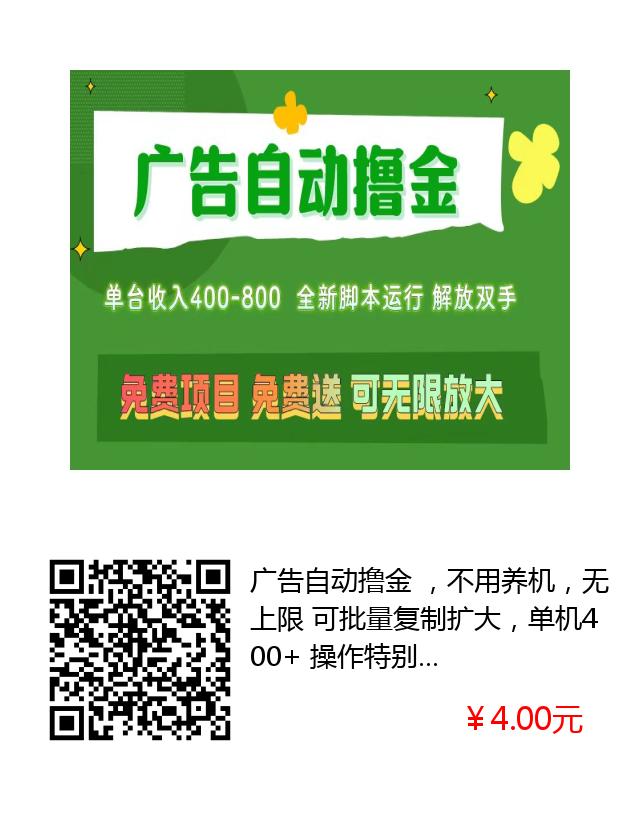 广告自动撸金
单台收入400-800 全新脚本运行 解放双手
免费项目 免费送 可无限放大
广告自动撸金 ，不用养机，无
上限 可批量复制扩大，单机4
00+ 操作特别...
￥4.00元